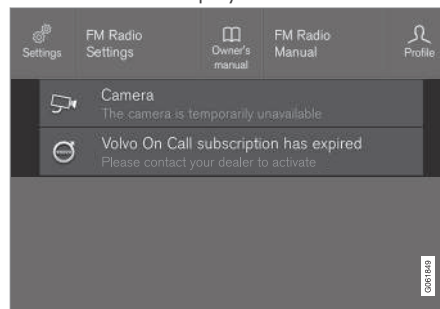 FM Radio
Settings
Settings
Owner's
manual
FM Radio
Manual
Profile
Camera
The camera is temporarily unavailable
Volvo On Call subscription has expired
Please contact your dealer to activate
G061849